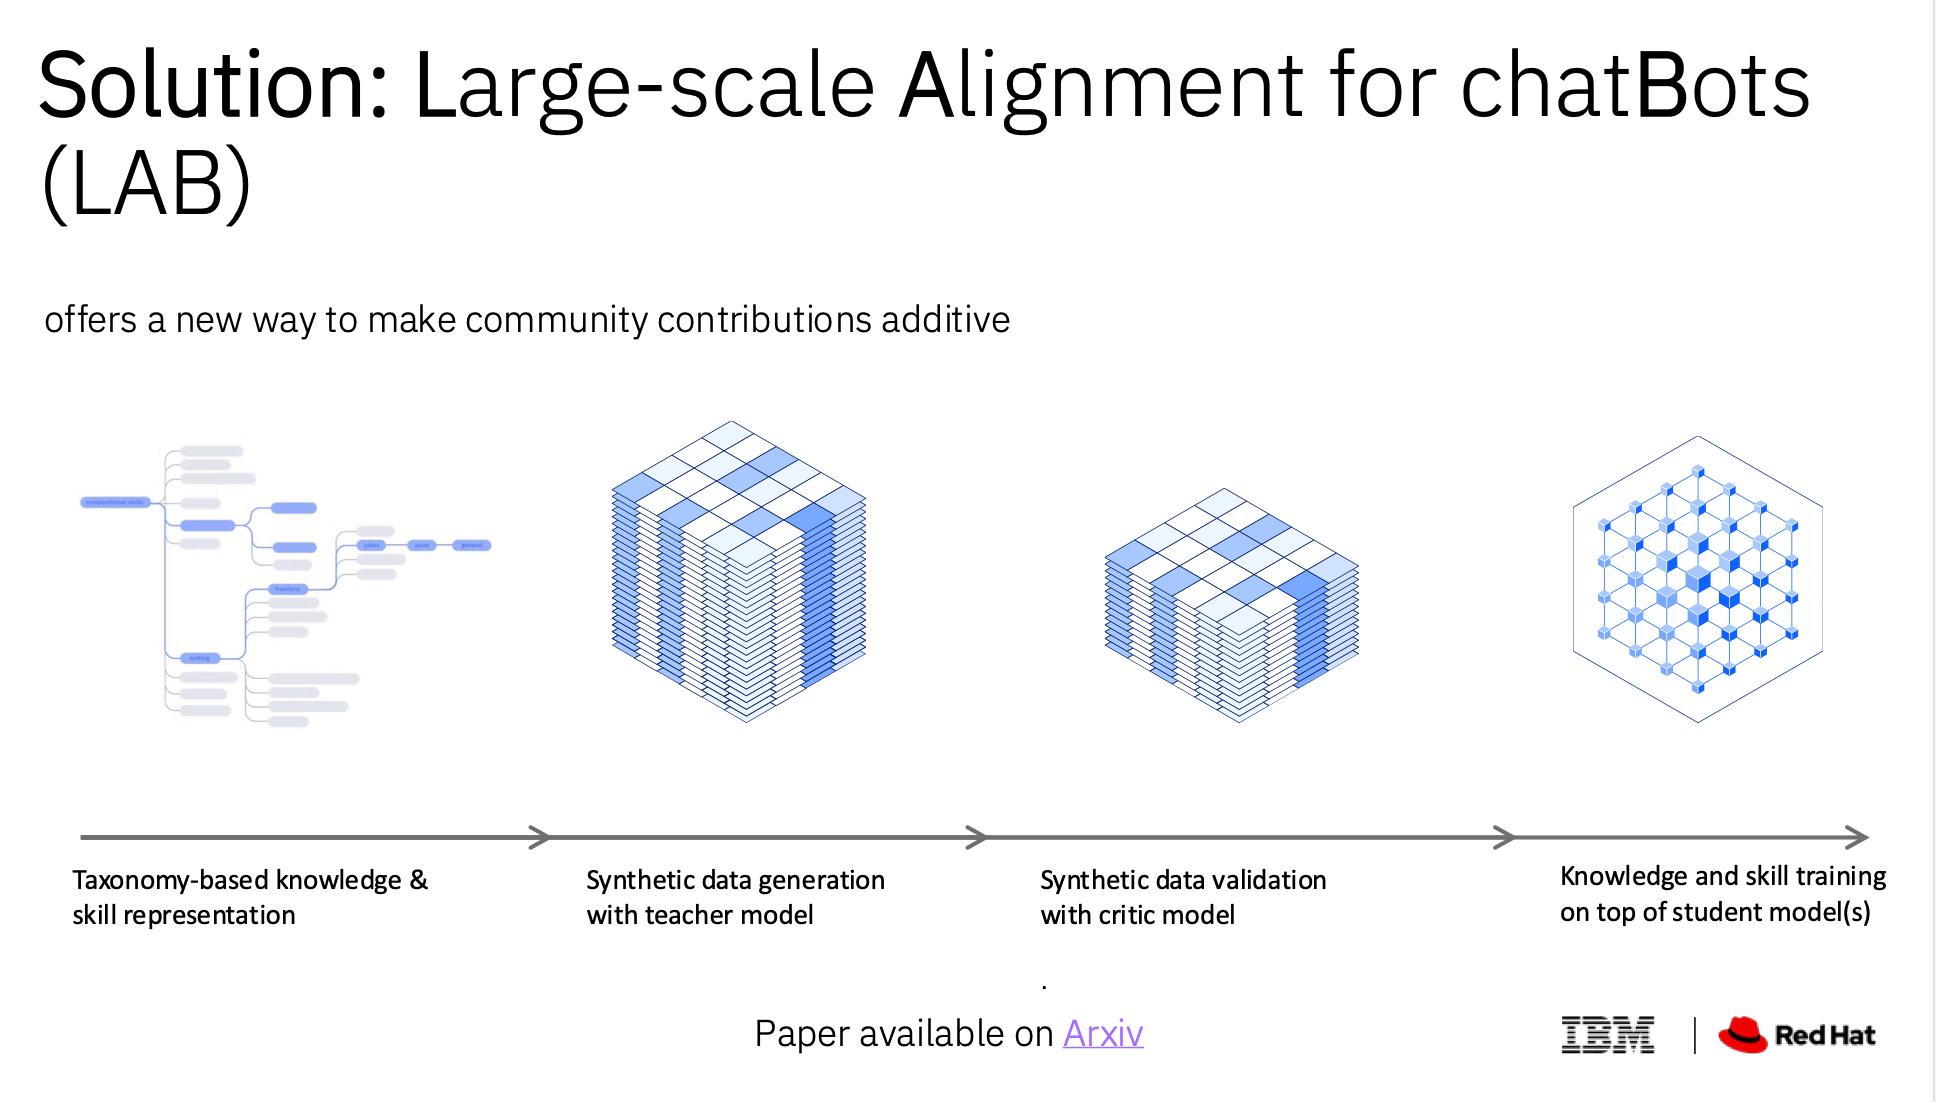 Solution: Large-scale Alignment for chatBots
(LAB)
offers a new way to make community contributions additive
compositional skills
jokes
puns
general
freeform
writing
Taxonomy-based knowledge &
skill representation
Synthetic data generation
with teacher model
Synthetic data validation
with critic model
Knowledge and skill training
on top of student model(s)
.
Paper available on Arxiv
IBM
Red Hat